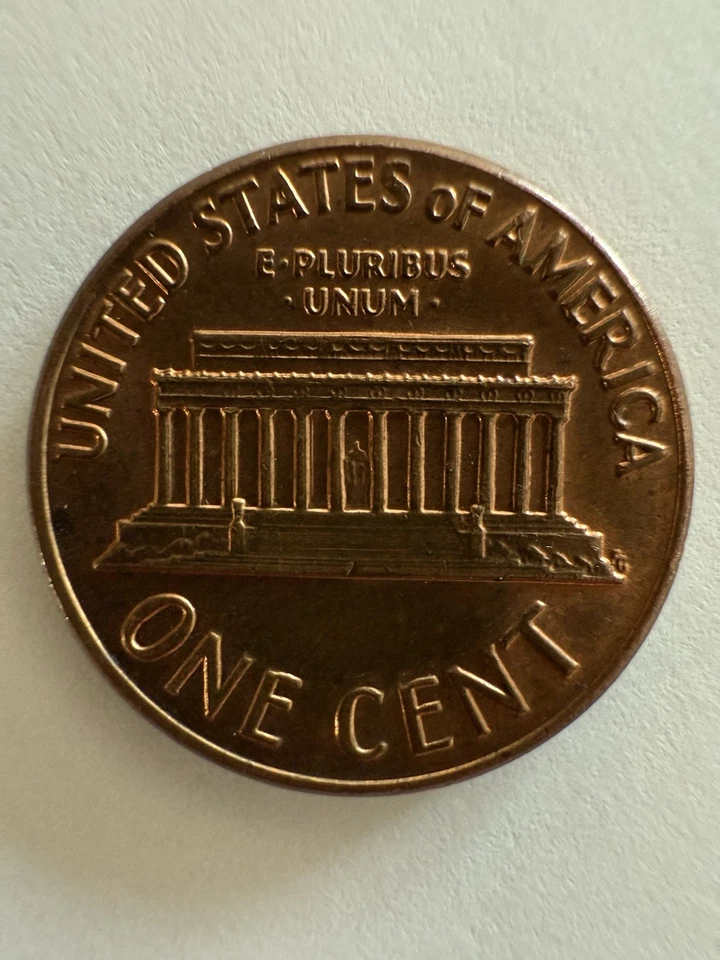 UNITED STATES OF AMERICA
E·PLURIBUS
·UNUM·
ONE CENT